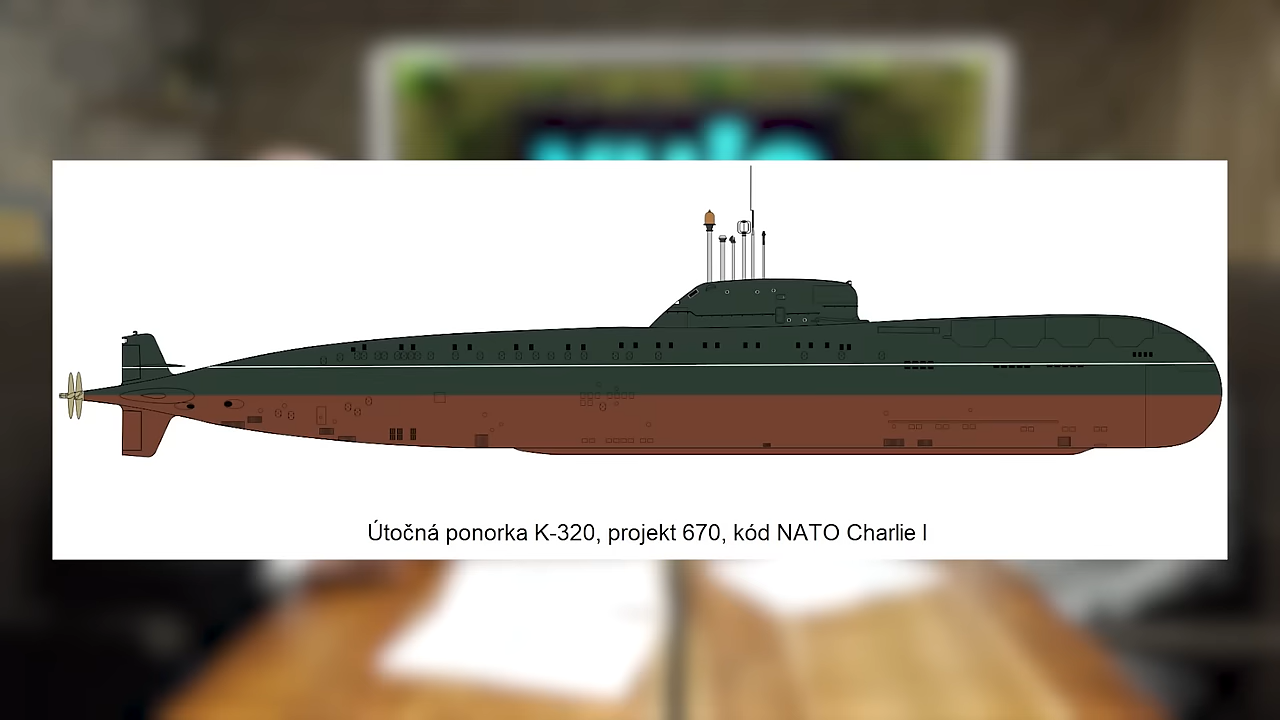 Útočná ponorka K-320, projekt 670, kód NATO Charlie I